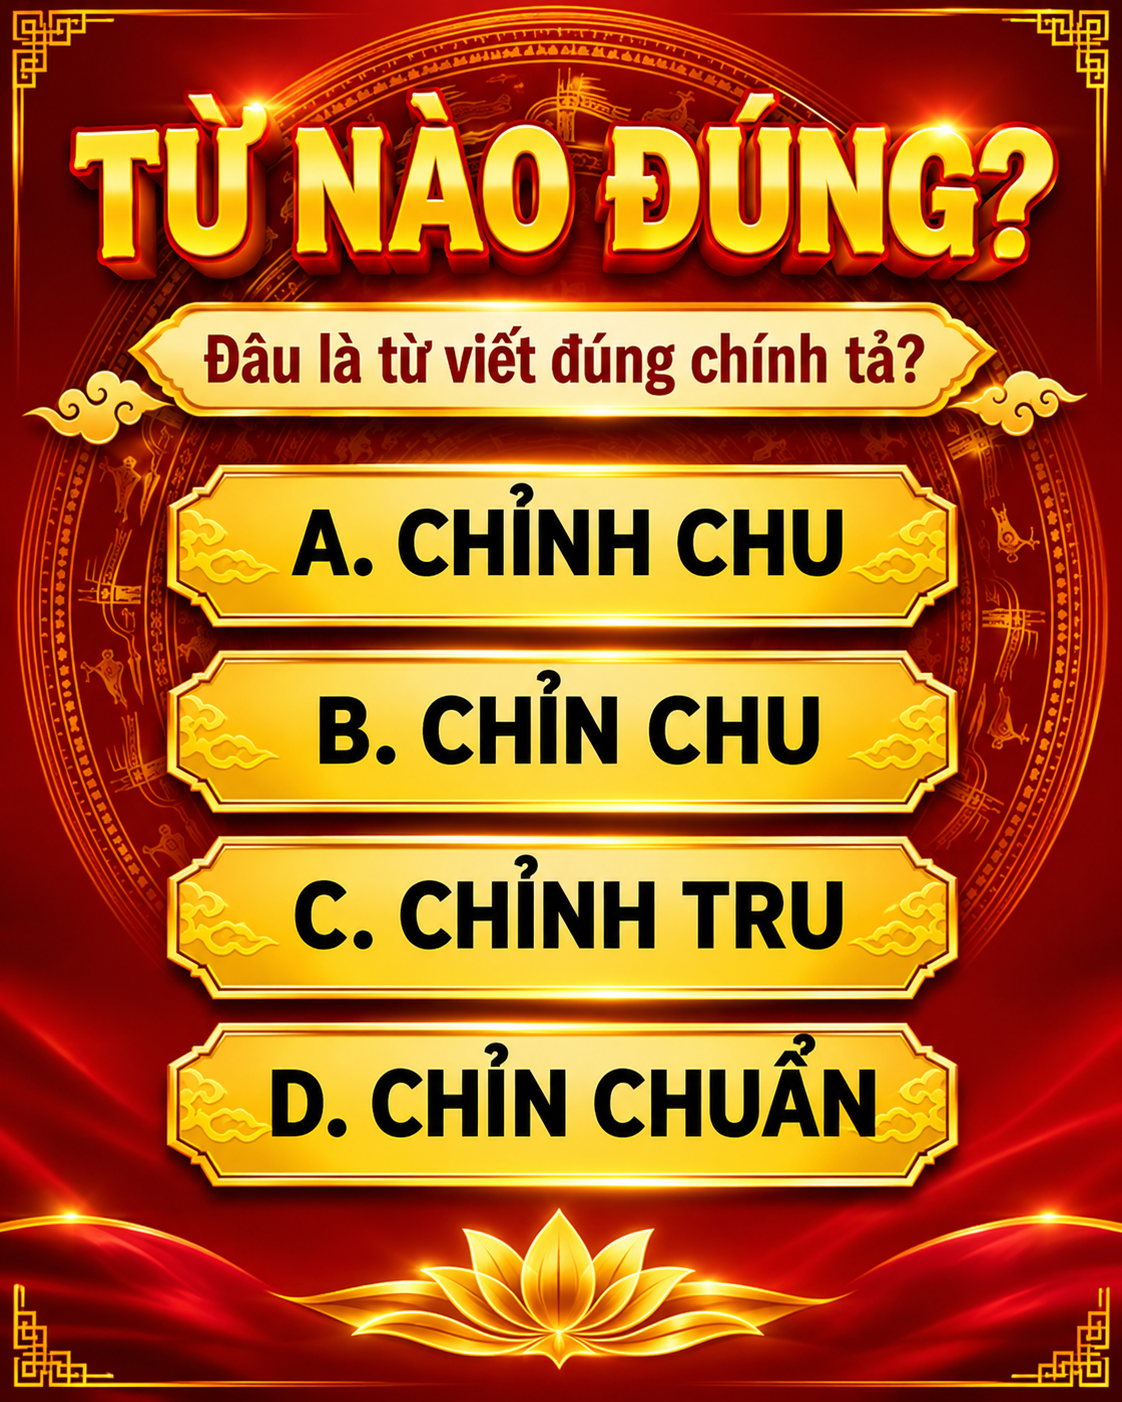 TỪ NÀO ĐÚNG?
Đâu là từ viết đúng chính tả?
A. CHỈNH CHU
B. CHỈN CHU
C. CHỈNH TRU
D. CHỈN CHUẨN